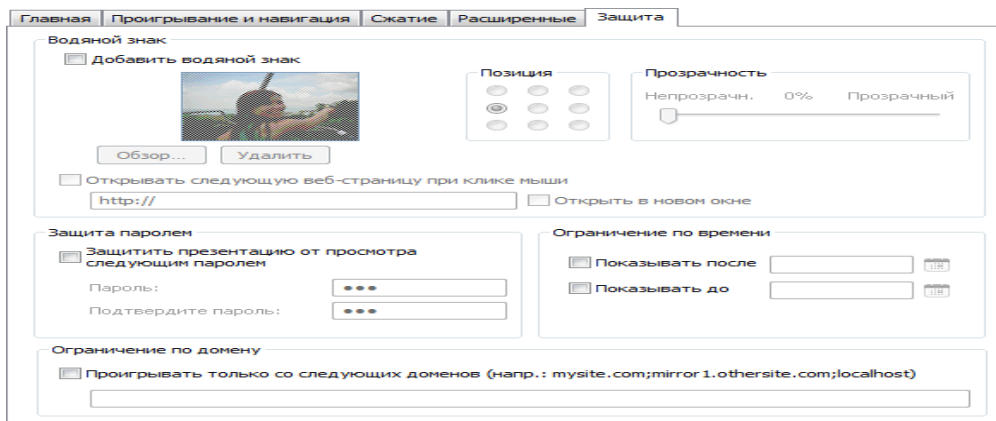 Главная Проигрывание и навигация Сжатие Расширенные Защита
Водяной знак
Добавить водяной знак
Позиция
Прозрачность
Непрозрачн. 0% Прозрачный
Обзор... Удалить
Открывать следующую веб-страницу при клике мыши
http:// Открыть в новом окне
Защита паролем
Защитить презентацию от просмотра
следующим паролем
Пароль: •••
Подтвердите пароль: •••
Ограничение по времени
Показывать после
Показывать до
Ограничение по домену
Проигрывать только со следующих доменов (напр.: mysite.com;mirror1.othersite.com;localhost)